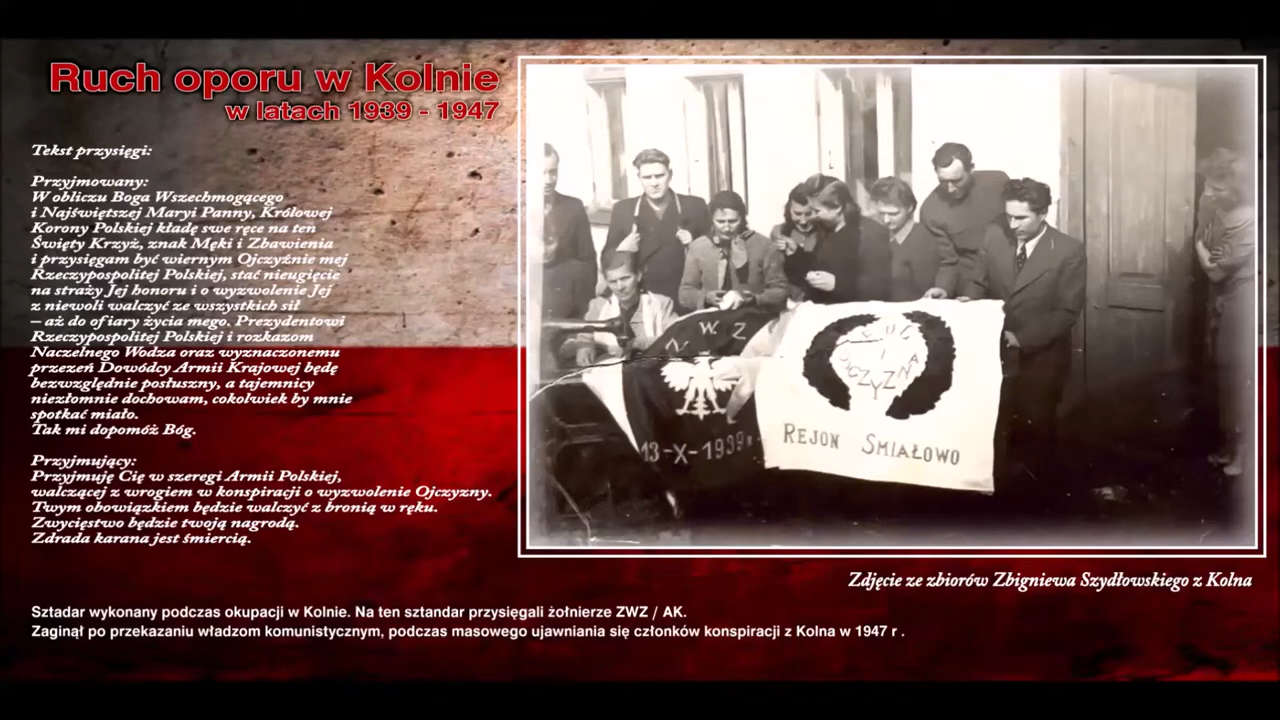 Ruch oporu w Kolnie
w latach 1939 - 1947
Tekst przysięgi:
Przyjmowany:
W obliczu Boga Wszechmogącego
i Najświętszej Maryi Panny, Królowej
Korony Polskiej kładę swe ręce na ten
Święty Krzyż, znak Męki i Zbawienia
i przysięgam być wiernym Ojczyźnie mej
Rzeczypospolitej Polskiej, stać nieugięcie
na straży Jej honoru i o wyzwolenie Jej
z niewoli walczyć ze wszystkich sił
– aż do ofiary życia mego. Prezydentowi
Rzeczypospolitej Polskiej i rozkazom
Naczelnego Wodza oraz wyznaczonemu
przezeń Dowódcy Armii Krajowej będę
bezwzględnie posłuszny, a tajemnicy
niezłomnie dochowam, cokolwiek by mnie
spotkać miało.
Tak mi dopomóż Bóg.
Przyjmujący:
Przyjmuję Cię w szeregi Armii Polskiej,
walczącej z wrogiem w konspiracji o wyzwolenie Ojczyzny.
Twym obowiązkiem będzie walczyć z bronią w ręku.
Zwycięstwo będzie twoją nagrodą.
Zdrada karana jest śmiercią.
Z. W. Z
13-X-1939r.
I
REJON ŚMIAŁOWO
Zdjęcie ze zbiorów Zbigniewa Szydłowskiego z Kolna
Sztadar wykonany podczas okupacji w Kolnie. Na ten sztandar przysięgali żołnierze ZWZ / AK.
Zaginął po przekazaniu władzom komunistycznym, podczas masowego ujawniania się członków konspiracji z Kolna w 1947 r .